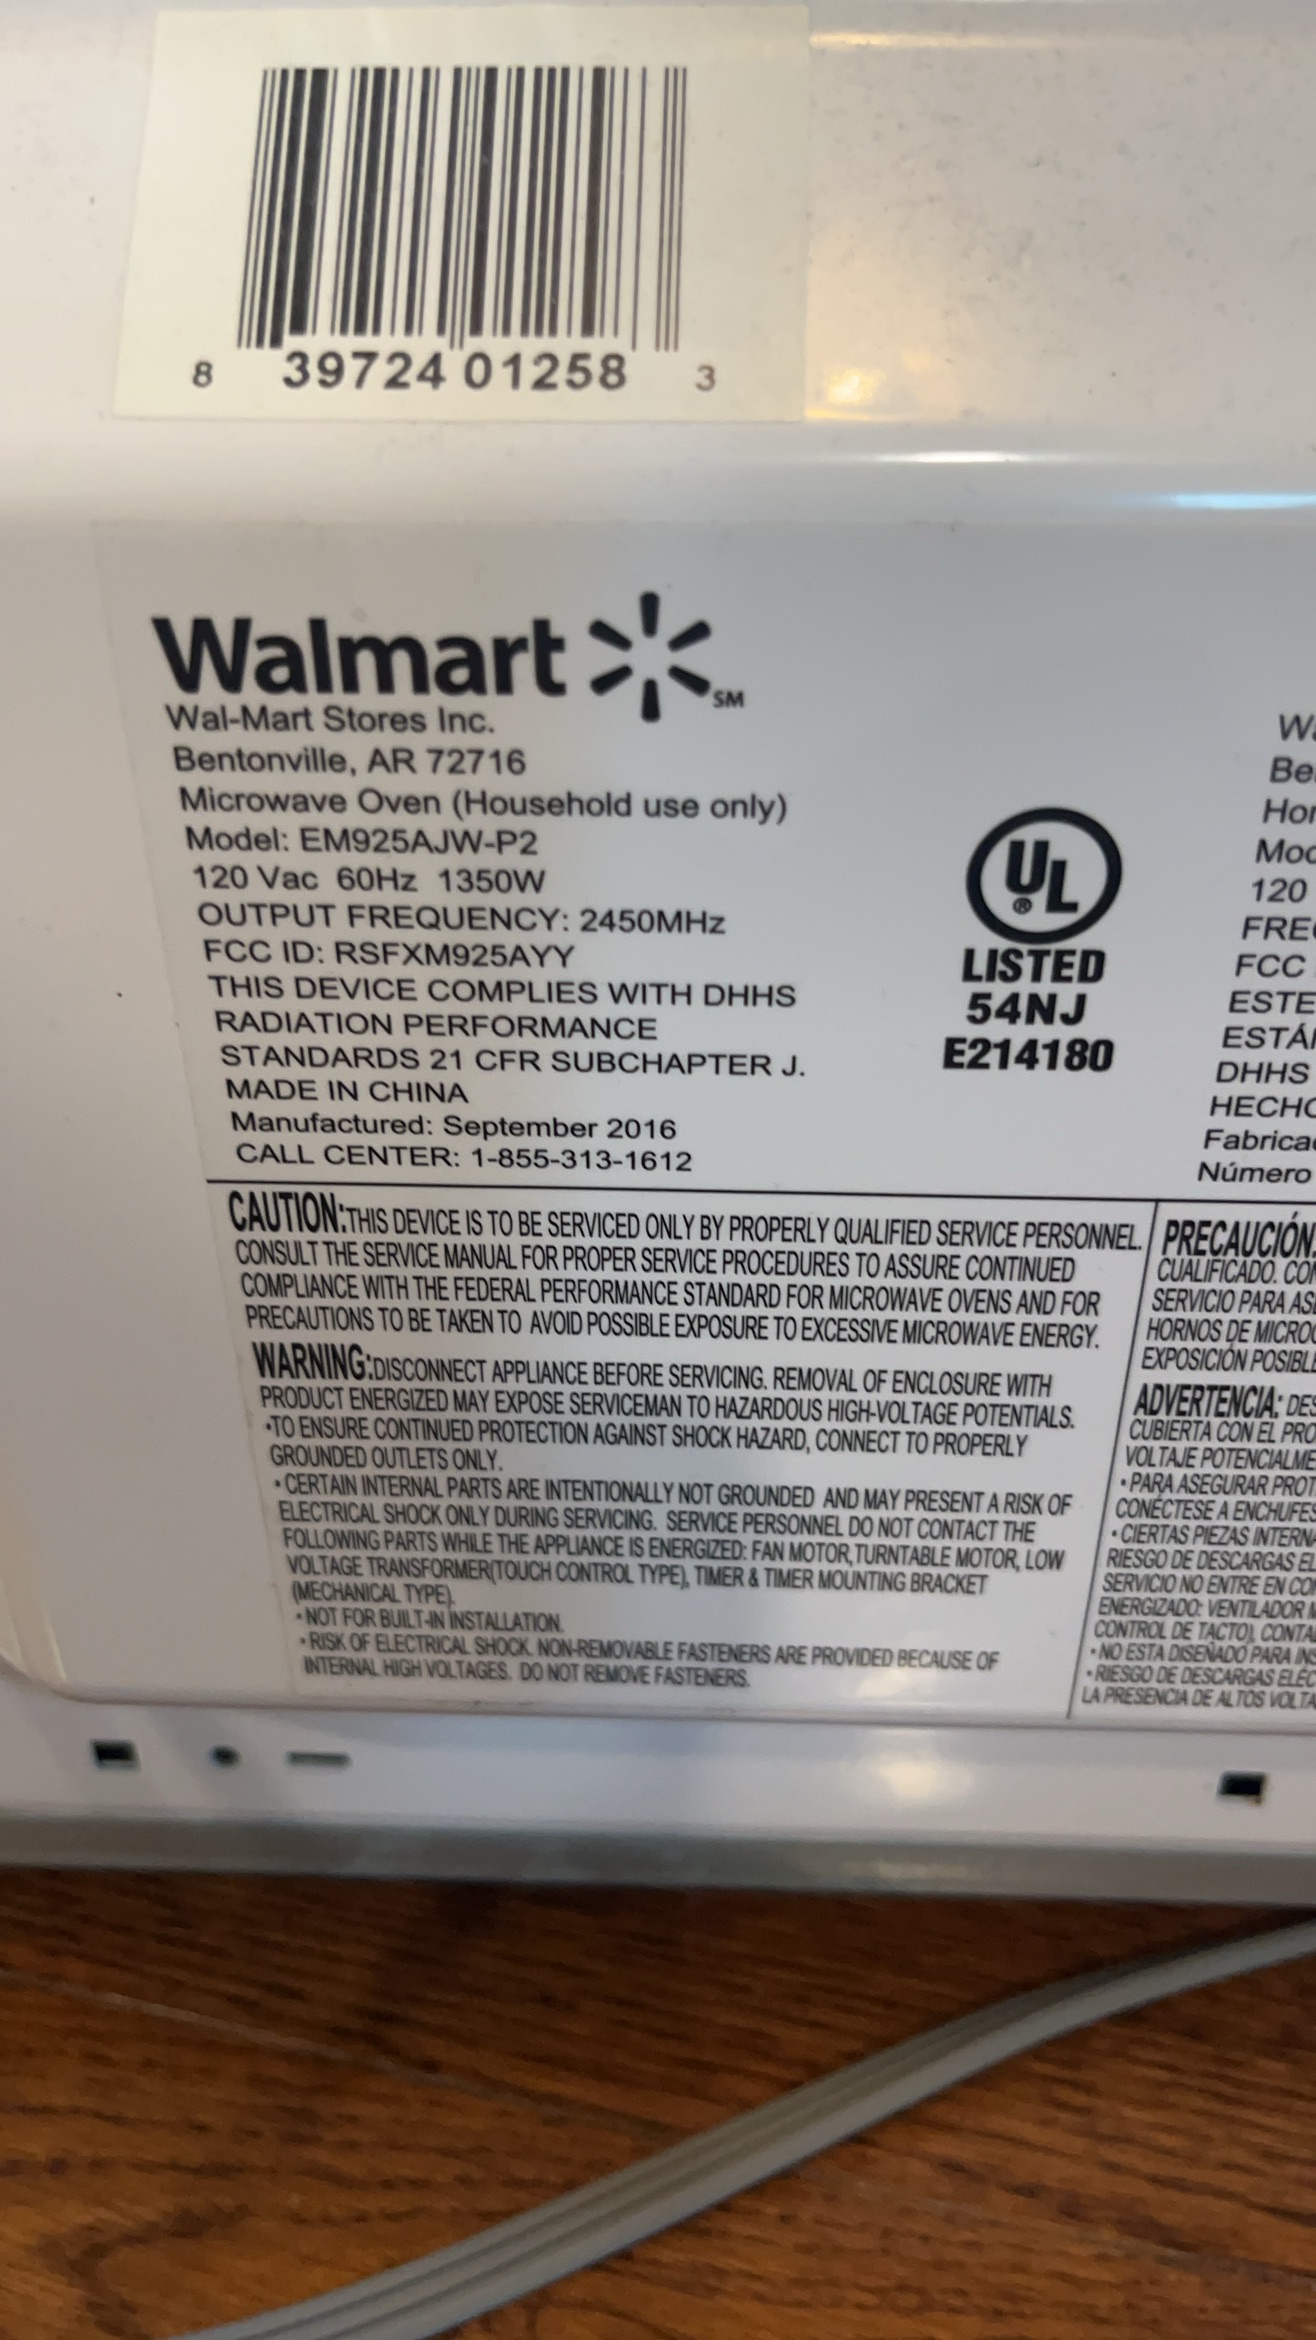 8 39724 01258 3
Walmart SM
Wal-Mart Stores Inc.
Bentonville, AR 72716
Microwave Oven (Household use only)
Model: EM925AJW-P2
120 Vac 60Hz 1350W
OUTPUT FREQUENCY: 2450MHz
FCC ID: RSFXM925AYY
THIS DEVICE COMPLIES WITH DHHS
RADIATION PERFORMANCE
STANDARDS 21 CFR SUBCHAPTER J.
MADE IN CHINA
Manufactured: September 2016
CALL CENTER: 1-855-313-1612
UL ®
LISTED
54NJ
E214180
CAUTION:THIS DEVICE IS TO BE SERVICED ONLY BY PROPERLY QUALIFIED SERVICE PERSONNEL.
CONSULT THE SERVICE MANUAL FOR PROPER SERVICE PROCEDURES TO ASSURE CONTINUED
COMPLIANCE WITH THE FEDERAL PERFORMANCE STANDARD FOR MICROWAVE OVENS AND FOR
PRECAUTIONS TO BE TAKEN TO AVOID POSSIBLE EXPOSURE TO EXCESSIVE MICROWAVE ENERGY.
WARNING:DISCONNECT APPLIANCE BEFORE SERVICING. REMOVAL OF ENCLOSURE WITH
PRODUCT ENERGIZED MAY EXPOSE SERVICEMAN TO HAZARDOUS HIGH-VOLTAGE POTENTIALS.
•TO ENSURE CONTINUED PROTECTION AGAINST SHOCK HAZARD, CONNECT TO PROPERLY
GROUNDED OUTLETS ONLY.
•CERTAIN INTERNAL PARTS ARE INTENTIONALLY NOT GROUNDED AND MAY PRESENT A RISK OF
ELECTRICAL SHOCK ONLY DURING SERVICING. SERVICE PERSONNEL DO NOT CONTACT THE
FOLLOWING PARTS WHILE THE APPLIANCE IS ENERGIZED: FAN MOTOR,TURNTABLE MOTOR, LOW
VOLTAGE TRANSFORMER(TOUCH CONTROL TYPE), TIMER & TIMER MOUNTING BRACKET
(MECHANICAL TYPE).
•NOT FOR BUILT-IN INSTALLATION.
•RISK OF ELECTRICAL SHOCK. NON-REMOVABLE FASTENERS ARE PROVIDED BECAUSE OF
INTERNAL HIGH VOLTAGES. DO NOT REMOVE FASTENERS.
120
FCC
ESTE
DHHS
Número
PRECAUCIÓN:
CUALIFICADO.
SERVICIO PARA
HORNOS DE
EXPOSICIÓN
ADVERTENCIA:
CUBIERTA CON EL
VOLTAJE
•PARA ASEGURAR
CONÉCTESE A
•CIERTAS PIEZAS
RIESGO DE DESCARGAS
SERVICIO NO ENTRE EN
ENERGIZADO: VENTILADOR
CONTROL DE TACTO),
•NO ESTA DISEÑADO PARA
•RIESGO DE DESCARGAS
LA PRESENCIA DE ALTOS